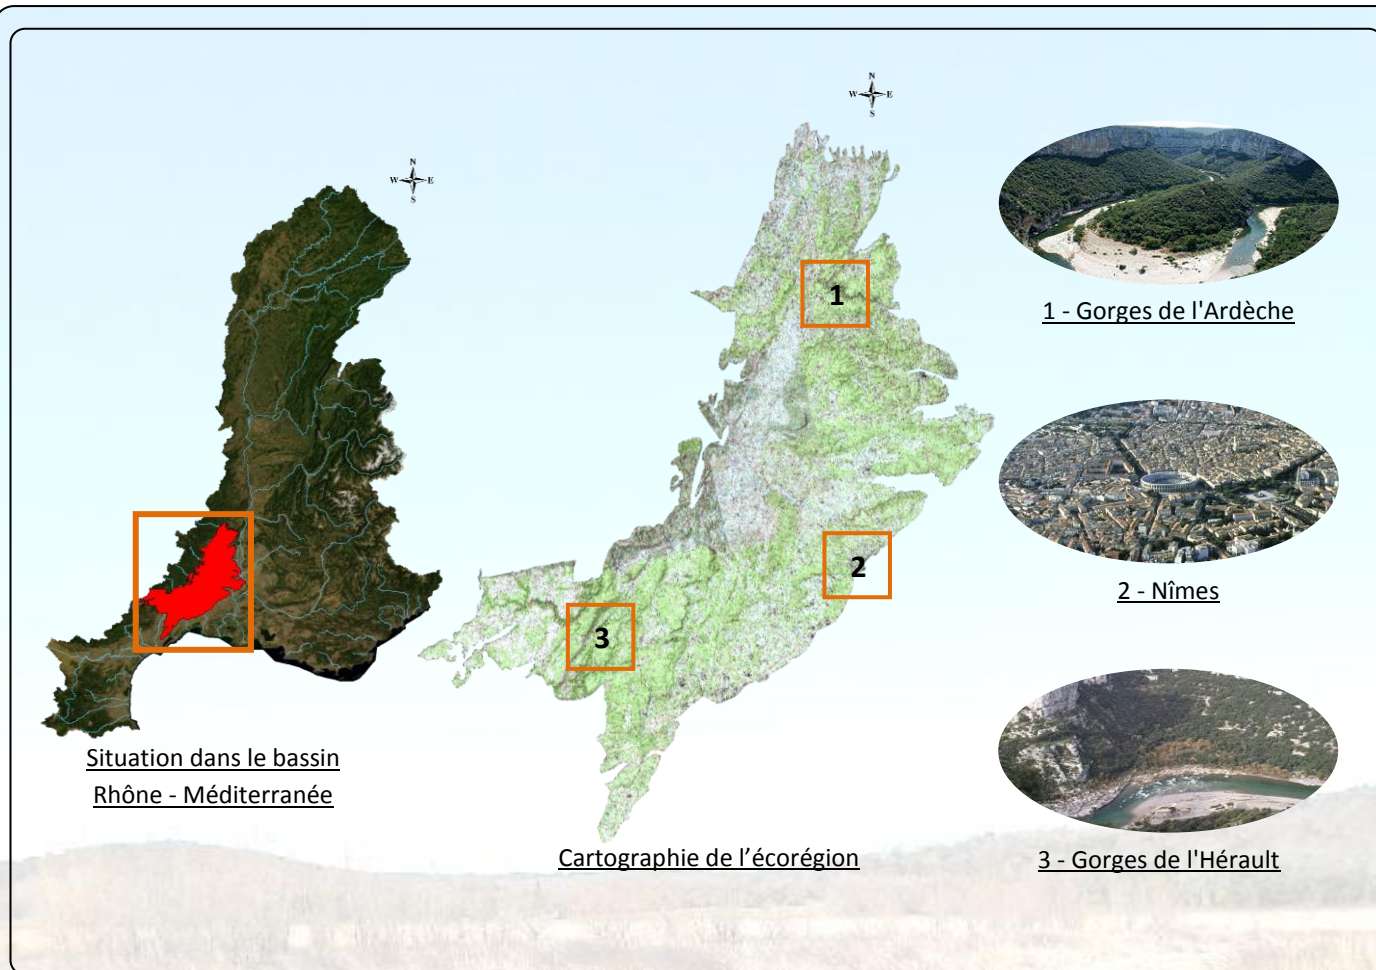 N
W E
S
Situation dans le bassin
Rhône - Méditerranée
N
W E
S
1
2
3
Cartographie de l’écorégion
1 - Gorges de l'Ardèche
2 - Nîmes
3 - Gorges de l'Hérault